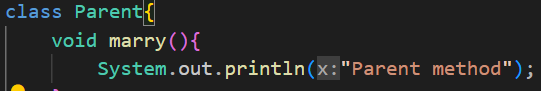 class Parent{
void marry(){
System.out.println(x:"Parent method");
}